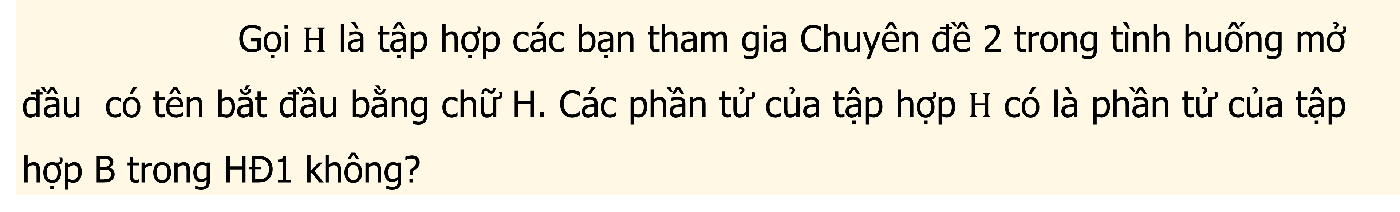 Gọi H là tập hợp các bạn tham gia Chuyên đề 2 trong tình huống mở
đầu có tên bắt đầu bằng chữ H. Các phần tử của tập hợp H có là phần tử của tập
hợp B trong HĐ1 không?